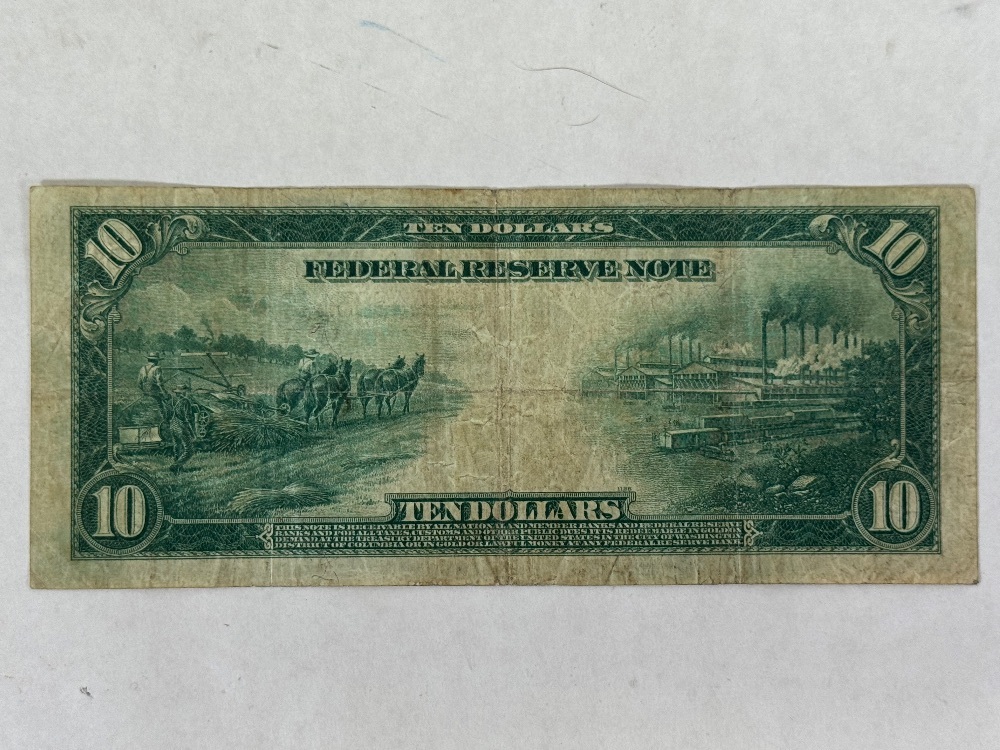 10 TEN DOLLARS 10
FEDERAL RESERVE NOTE
10 TEN DOLLARS 10
THIS NOTE IS RECEIVABLE BY ALL NATIONAL AND MEMBER BANKS AND FEDERAL RESERVE
BANKS AND FOR ALL TAXES, CUSTOMS AND OTHER PUBLIC DUES. IT IS REDEEMABLE IN GOLD ON
DEMAND AT THE TREASURY DEPARTMENT OF THE UNITED STATES IN THE CITY OF WASHINGTON,
DISTRICT OF COLUMBIA OR IN GOLD OR LAWFUL MONEY AT ANY FEDERAL RESERVE BANK.